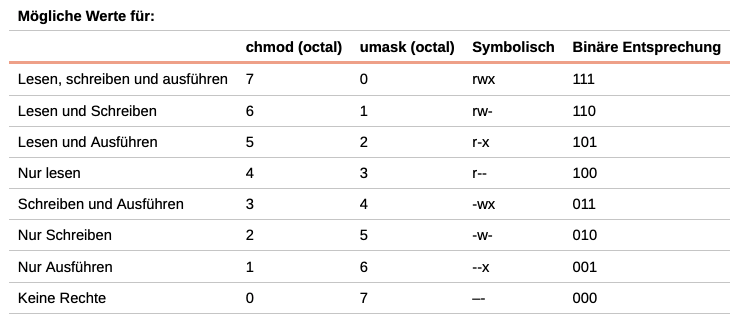 Mögliche Werte für:
chmod (octal) umask (octal) Symbolisch Binäre Entsprechung
Lesen, schreiben und ausführen 7 0 rwx 111
Lesen und Schreiben 6 1 rw- 110
Lesen und Ausführen 5 2 r-x 101
Nur lesen 4 3 r-- 100
Schreiben und Ausführen 3 4 -wx 011
Nur Schreiben 2 5 -w- 010
Nur Ausführen 1 6 --x 001
Keine Rechte 0 7 –- 000